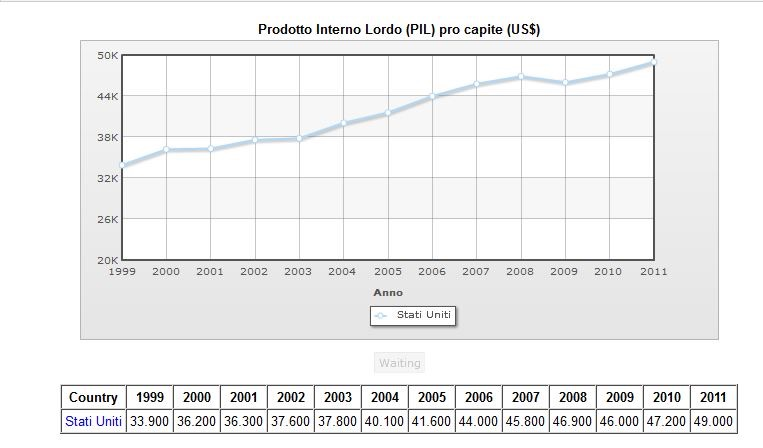 Prodotto Interno Lordo (PIL) pro capite (US$)
50K
44K
38K
32K
26K
20K
1999 2000 2001 2002 2003 2004 2005 2006 2007 2008 2009 2010 2011
Anno
Stati Uniti
Waiting
Country 1999 2000 2001 2002 2003 2004 2005 2006 2007 2008 2009 2010 2011
Stati Uniti 33.900 36.200 36.300 37.600 37.800 40.100 41.600 44.000 45.800 46.900 46.000 47.200 49.000